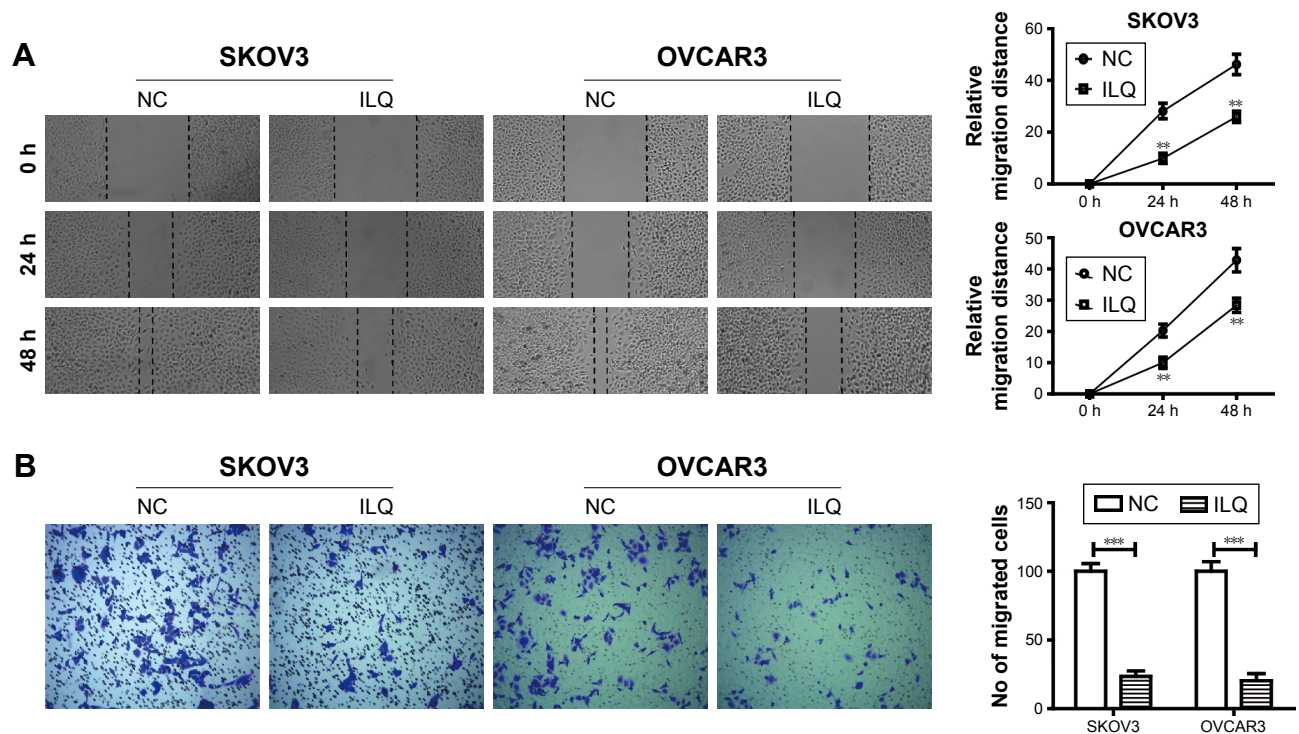 A
SKOV3 OVCAR3
NC ILQ NC ILQ
0 h
24 h
48 h
SKOV3
Relative
migration distance
60
40
20
0
NC
ILQ
**
**
0 h 24 h 48 h
OVCAR3
Relative
migration distance
50
40
30
20
10
0
NC
ILQ
**
**
0 h 24 h 48 h
B
SKOV3 OVCAR3
NC ILQ NC ILQ
No of migrated cells
150
100
50
0
NC ILQ
*** ***
SKOV3 OVCAR3